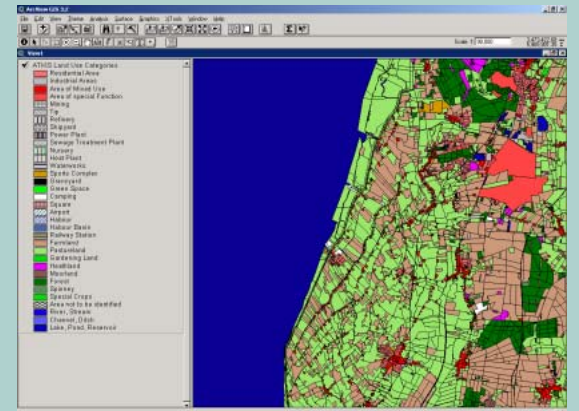 ArcView GIS 3.2
File Edit View Theme Analysis Surface Graphics XTools Window Help
Scale 1:
View1
ATKIS Land Use Categories
Residential Area
Industrial Areas
Area of Mixed Use
Area of special Function
Mining
Tip
Refinery
Shipyard
Power Plant
Sewage Treatment Plant
Nursery
Heat Plant
Waterworks
Sports Complex
Graveyard
Green Space
Camping
Square
Airport
Harbour
Harbour Basin
Railway Station
Farmland
Pastureland
Gardening Land
Heathland
Moorland
Forest
Spinney
Special Crops
Area not to be identified
River, Stream
Channel, Ditch
Lake, Pond, Reservoir